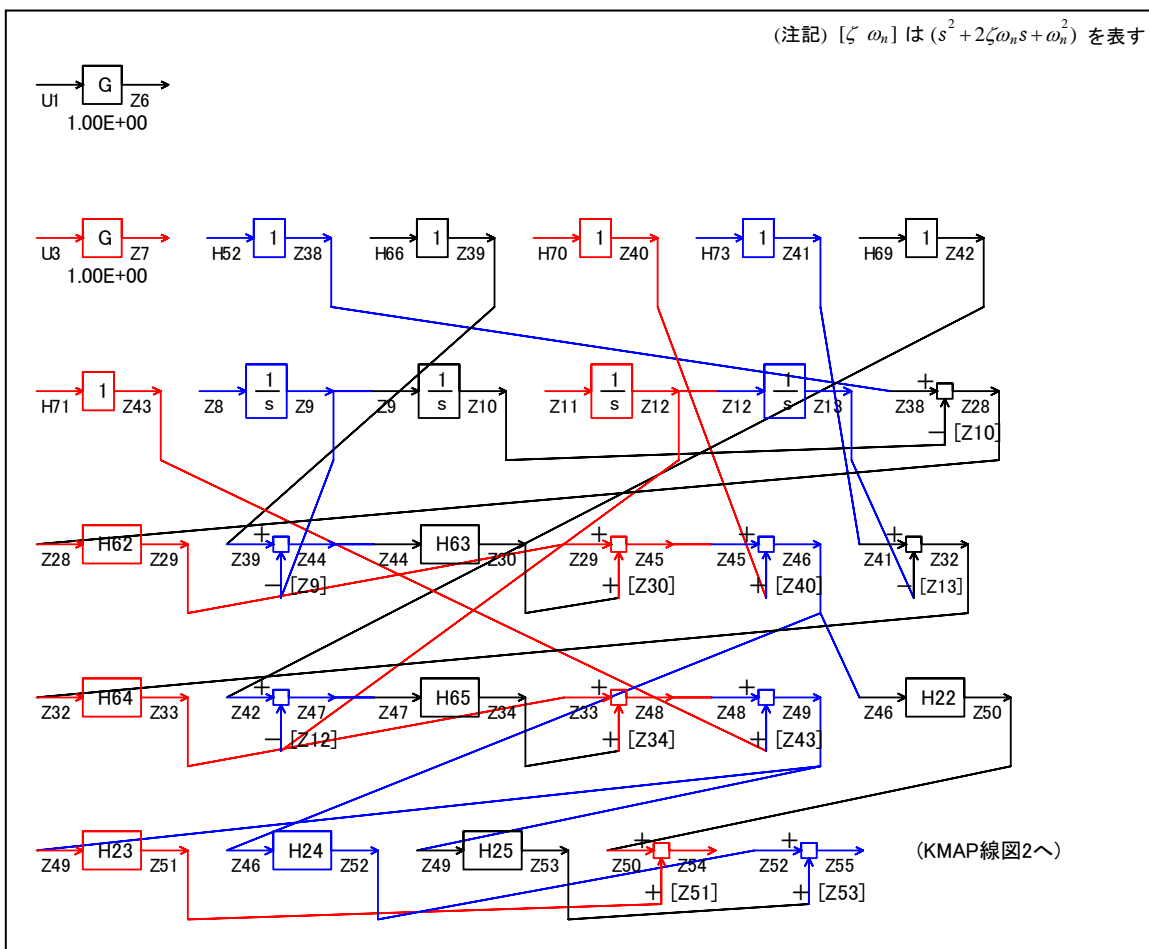 (注記) [ζ ω_n] は (s^2+2ζω_n s+ω_n^2) を表す
G
U1 Z6
1.00E+00
G 1 1 1 1 1
U3 Z7 H52 Z38 H66 Z39 H70 Z40 H73 Z41 H69 Z42
1.00E+00
1 1/s 1/s 1/s 1/s +
H71 Z43 Z8 Z9 Z9 Z10 Z11 Z12 Z12 Z13 Z38 Z28
− [Z10]
H62 + H63 + + +
Z28 Z29 Z39 Z44 Z44 Z30 Z29 Z45 Z45 Z46 Z41 Z32
− [Z9] + [Z30] + [Z40] − [Z13]
H64 + H65 + + H22
Z32 Z33 Z42 Z47 Z47 Z34 Z33 Z48 Z48 Z49 Z46 Z50
− [Z12] + [Z34] + [Z43]
H23 H24 H25 + + (KMAP線図2へ)
Z49 Z51 Z46 Z52 Z49 Z53 Z50 Z54 Z52 Z55
+ [Z51] + [Z53]